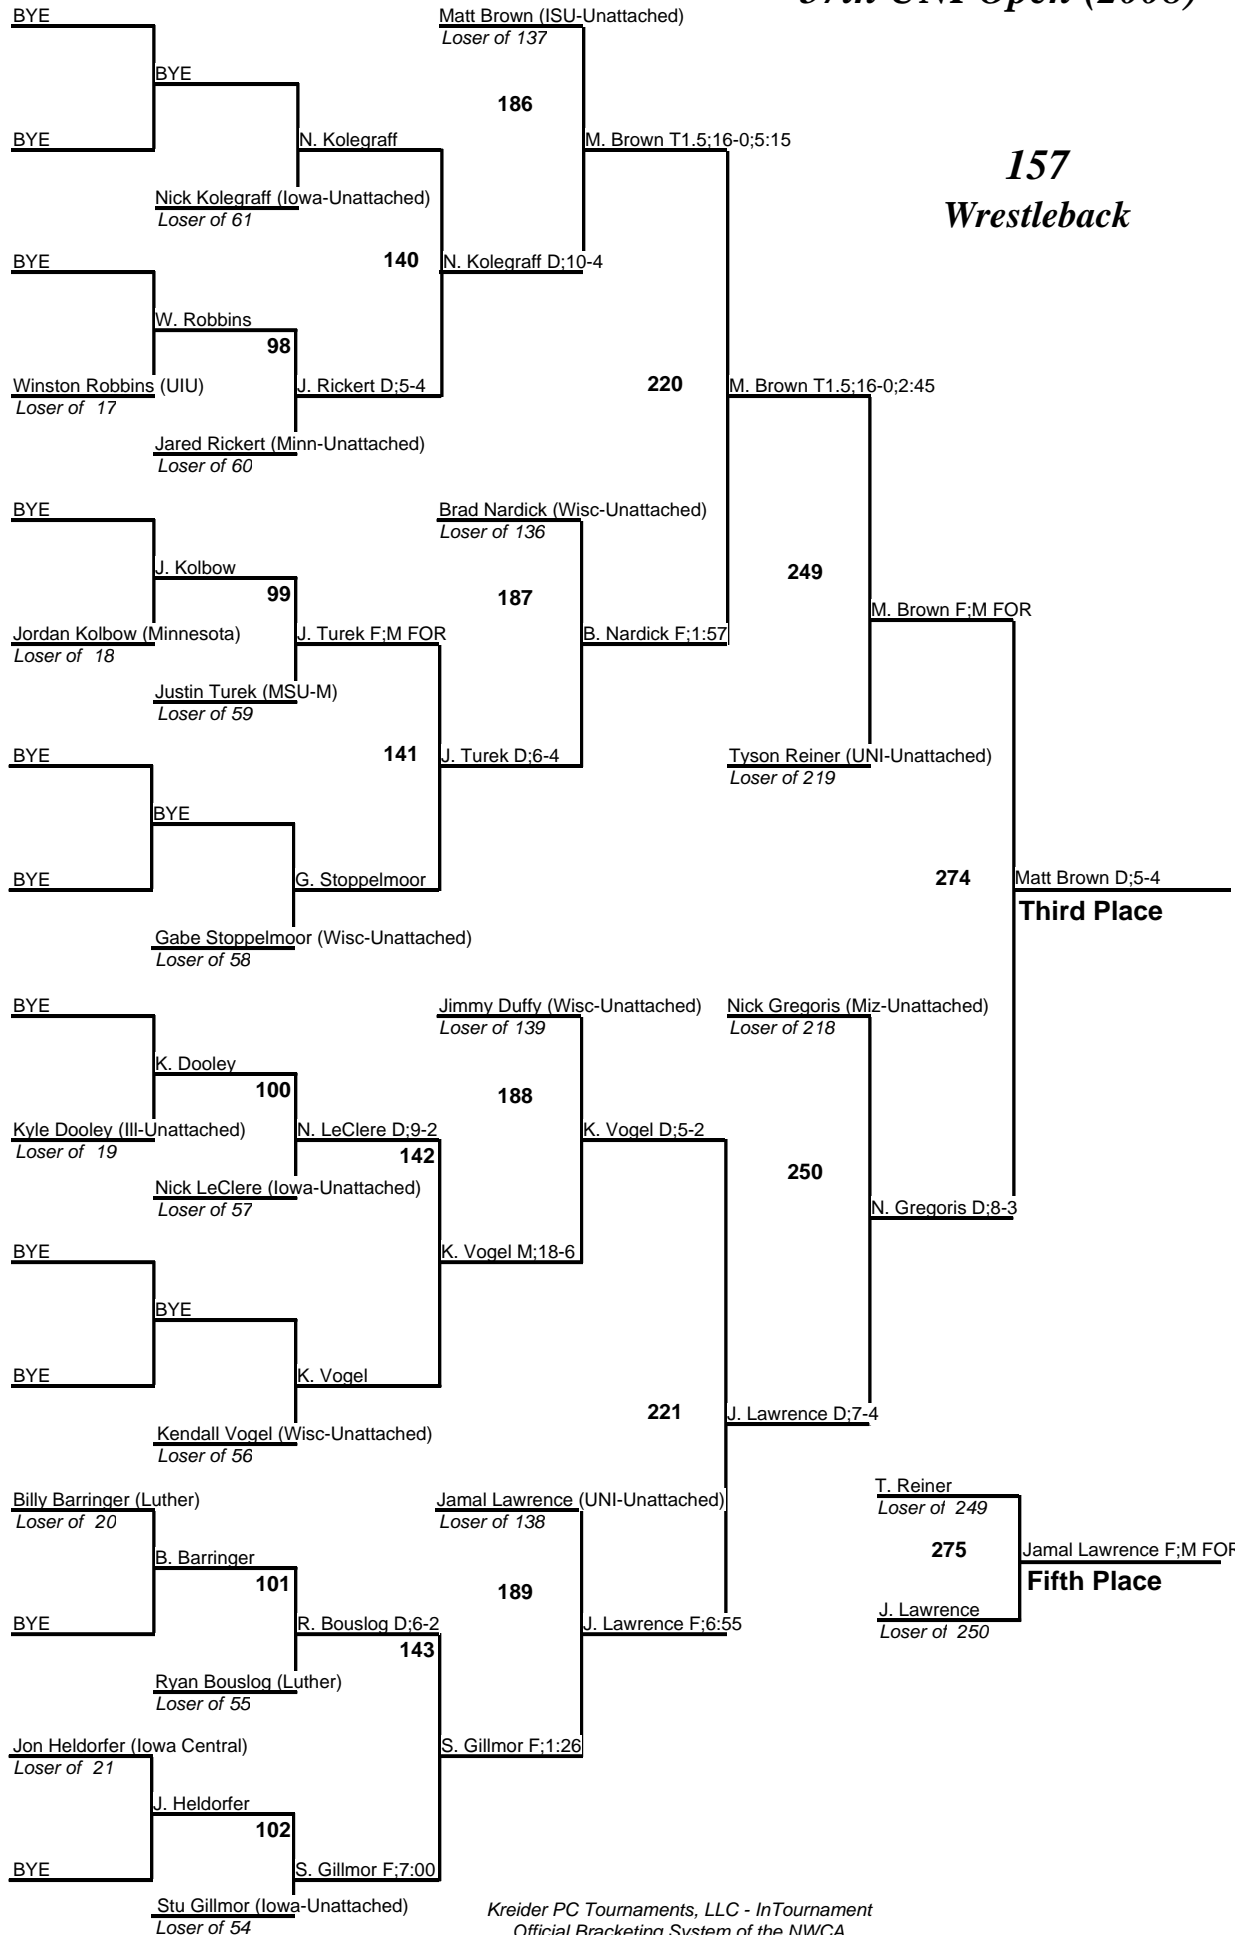 37th UNI Open (2008)
BYE
Matt Brown (ISU-Unattached)
Loser of 137
BYE
186
BYE
N. Kolegraff
M. Brown T1.5;16-0;5:15
157
Wrestleback
Nick Kolegraff (Iowa-Unattached)
Loser of 61
BYE
140
N. Kolegraff D;10-4
W. Robbins
98
Winston Robbins (UIU)
Loser of 17
J. Rickert D;5-4
220
M. Brown T1.5;16-0;2:45
Jared Rickert (Minn-Unattached)
Loser of 60
BYE
Brad Nardick (Wisc-Unattached)
Loser of 136
J. Kolbow
99
187
249
M. Brown F;M FOR
Jordan Kolbow (Minnesota)
Loser of 18
J. Turek F;M FOR
B. Nardick F;1:57
Justin Turek (MSU-M)
Loser of 59
BYE
141
J. Turek D;6-4
Tyson Reiner (UNI-Unattached)
Loser of 219
BYE
BYE
G. Stoppelmoor
274
Matt Brown D;5-4
Third Place
Gabe Stoppelmoor (Wisc-Unattached)
Loser of 58
BYE
Jimmy Duffy (Wisc-Unattached)
Loser of 139
Nick Gregoris (Miz-Unattached)
Loser of 218
K. Dooley
100
188
Kyle Dooley (Ill-Unattached)
Loser of 19
N. LeClere D;9-2
142
K. Vogel D;5-2
250
Nick LeClere (Iowa-Unattached)
Loser of 57
N. Gregoris D;8-3
BYE
K. Vogel M;18-6
BYE
BYE
K. Vogel
221
J. Lawrence D;7-4
Kendall Vogel (Wisc-Unattached)
Loser of 56
Billy Barringer (Luther)
Loser of 20
Jamal Lawrence (UNI-Unattached)
Loser of 138
T. Reiner
Loser of 249
B. Barringer
101
189
275
Jamal Lawrence F;M FOR
Fifth Place
BYE
R. Bouslog D;6-2
143
J. Lawrence F;6:55
J. Lawrence
Loser of 250
Ryan Bouslog (Luther)
Loser of 55
Jon Heldorfer (Iowa Central)
Loser of 21
S. Gillmor F;1:26
J. Heldorfer
102
BYE
S. Gillmor F;7:00
Stu Gillmor (Iowa-Unattached)
Loser of 54
Kreider PC Tournaments, LLC - InTournament
Official Bracketing System of the NWCA